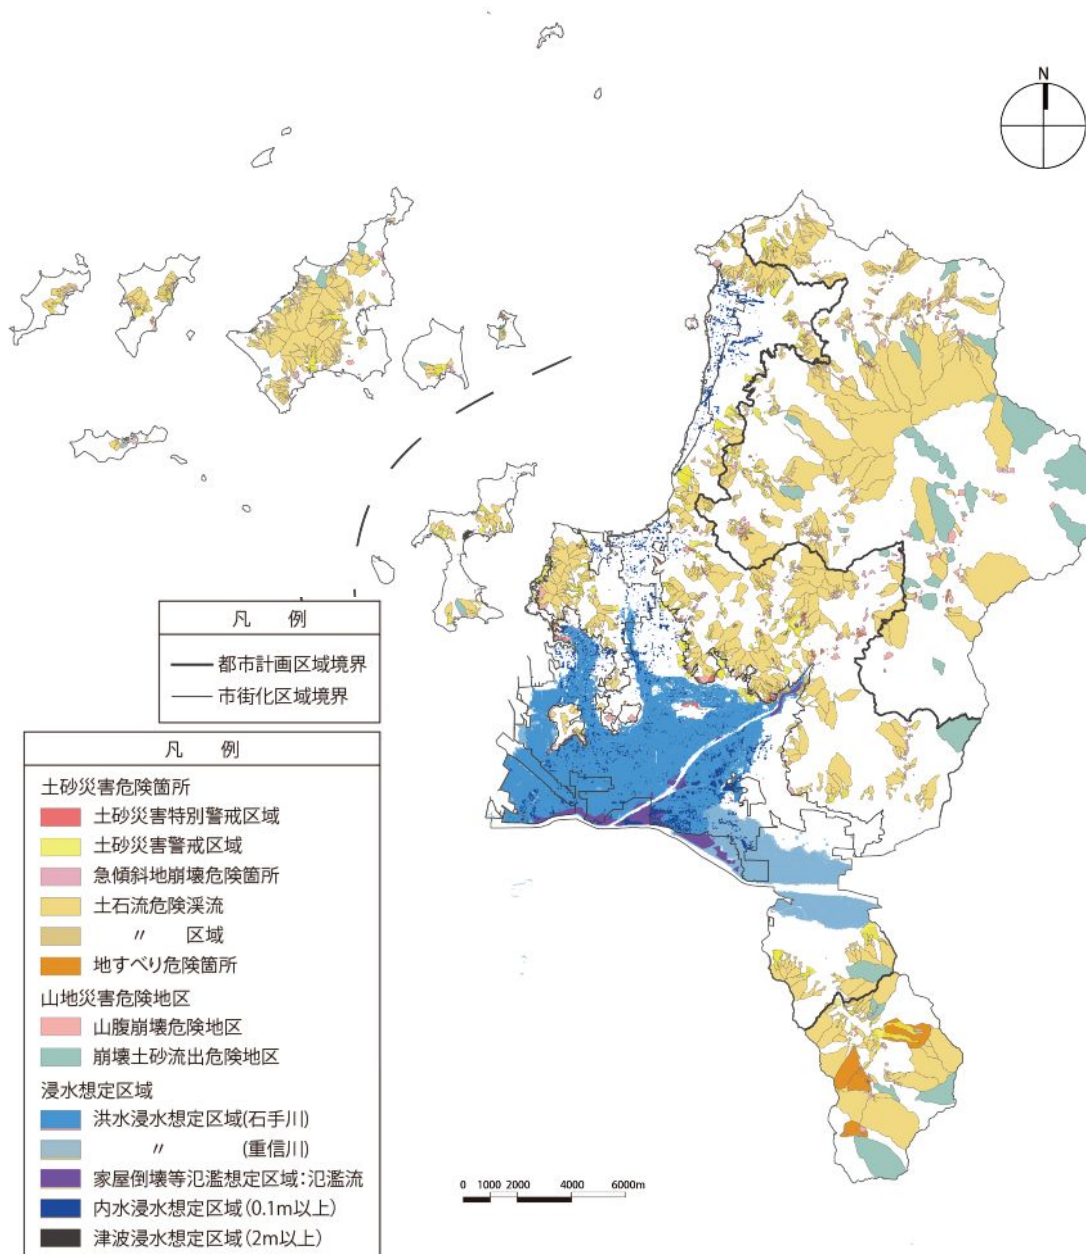 N
凡 例
都市計画区域境界
市街化区域境界
凡 例
土砂災害危険箇所
土砂災害特別警戒区域
土砂災害警戒区域
急傾斜地崩壊危険箇所
土石流危険渓流
〃 区域
地すべり危険箇所
山地災害危険地区
山腹崩壊危険地区
崩壊土砂流出危険地区
浸水想定区域
洪水浸水想定区域(石手川)
〃 (重信川)
家屋倒壊等氾濫想定区域：氾濫流
内水浸水想定区域(0.1m以上)
津波浸水想定区域(2m以上)
0 1000 2000 4000 6000m